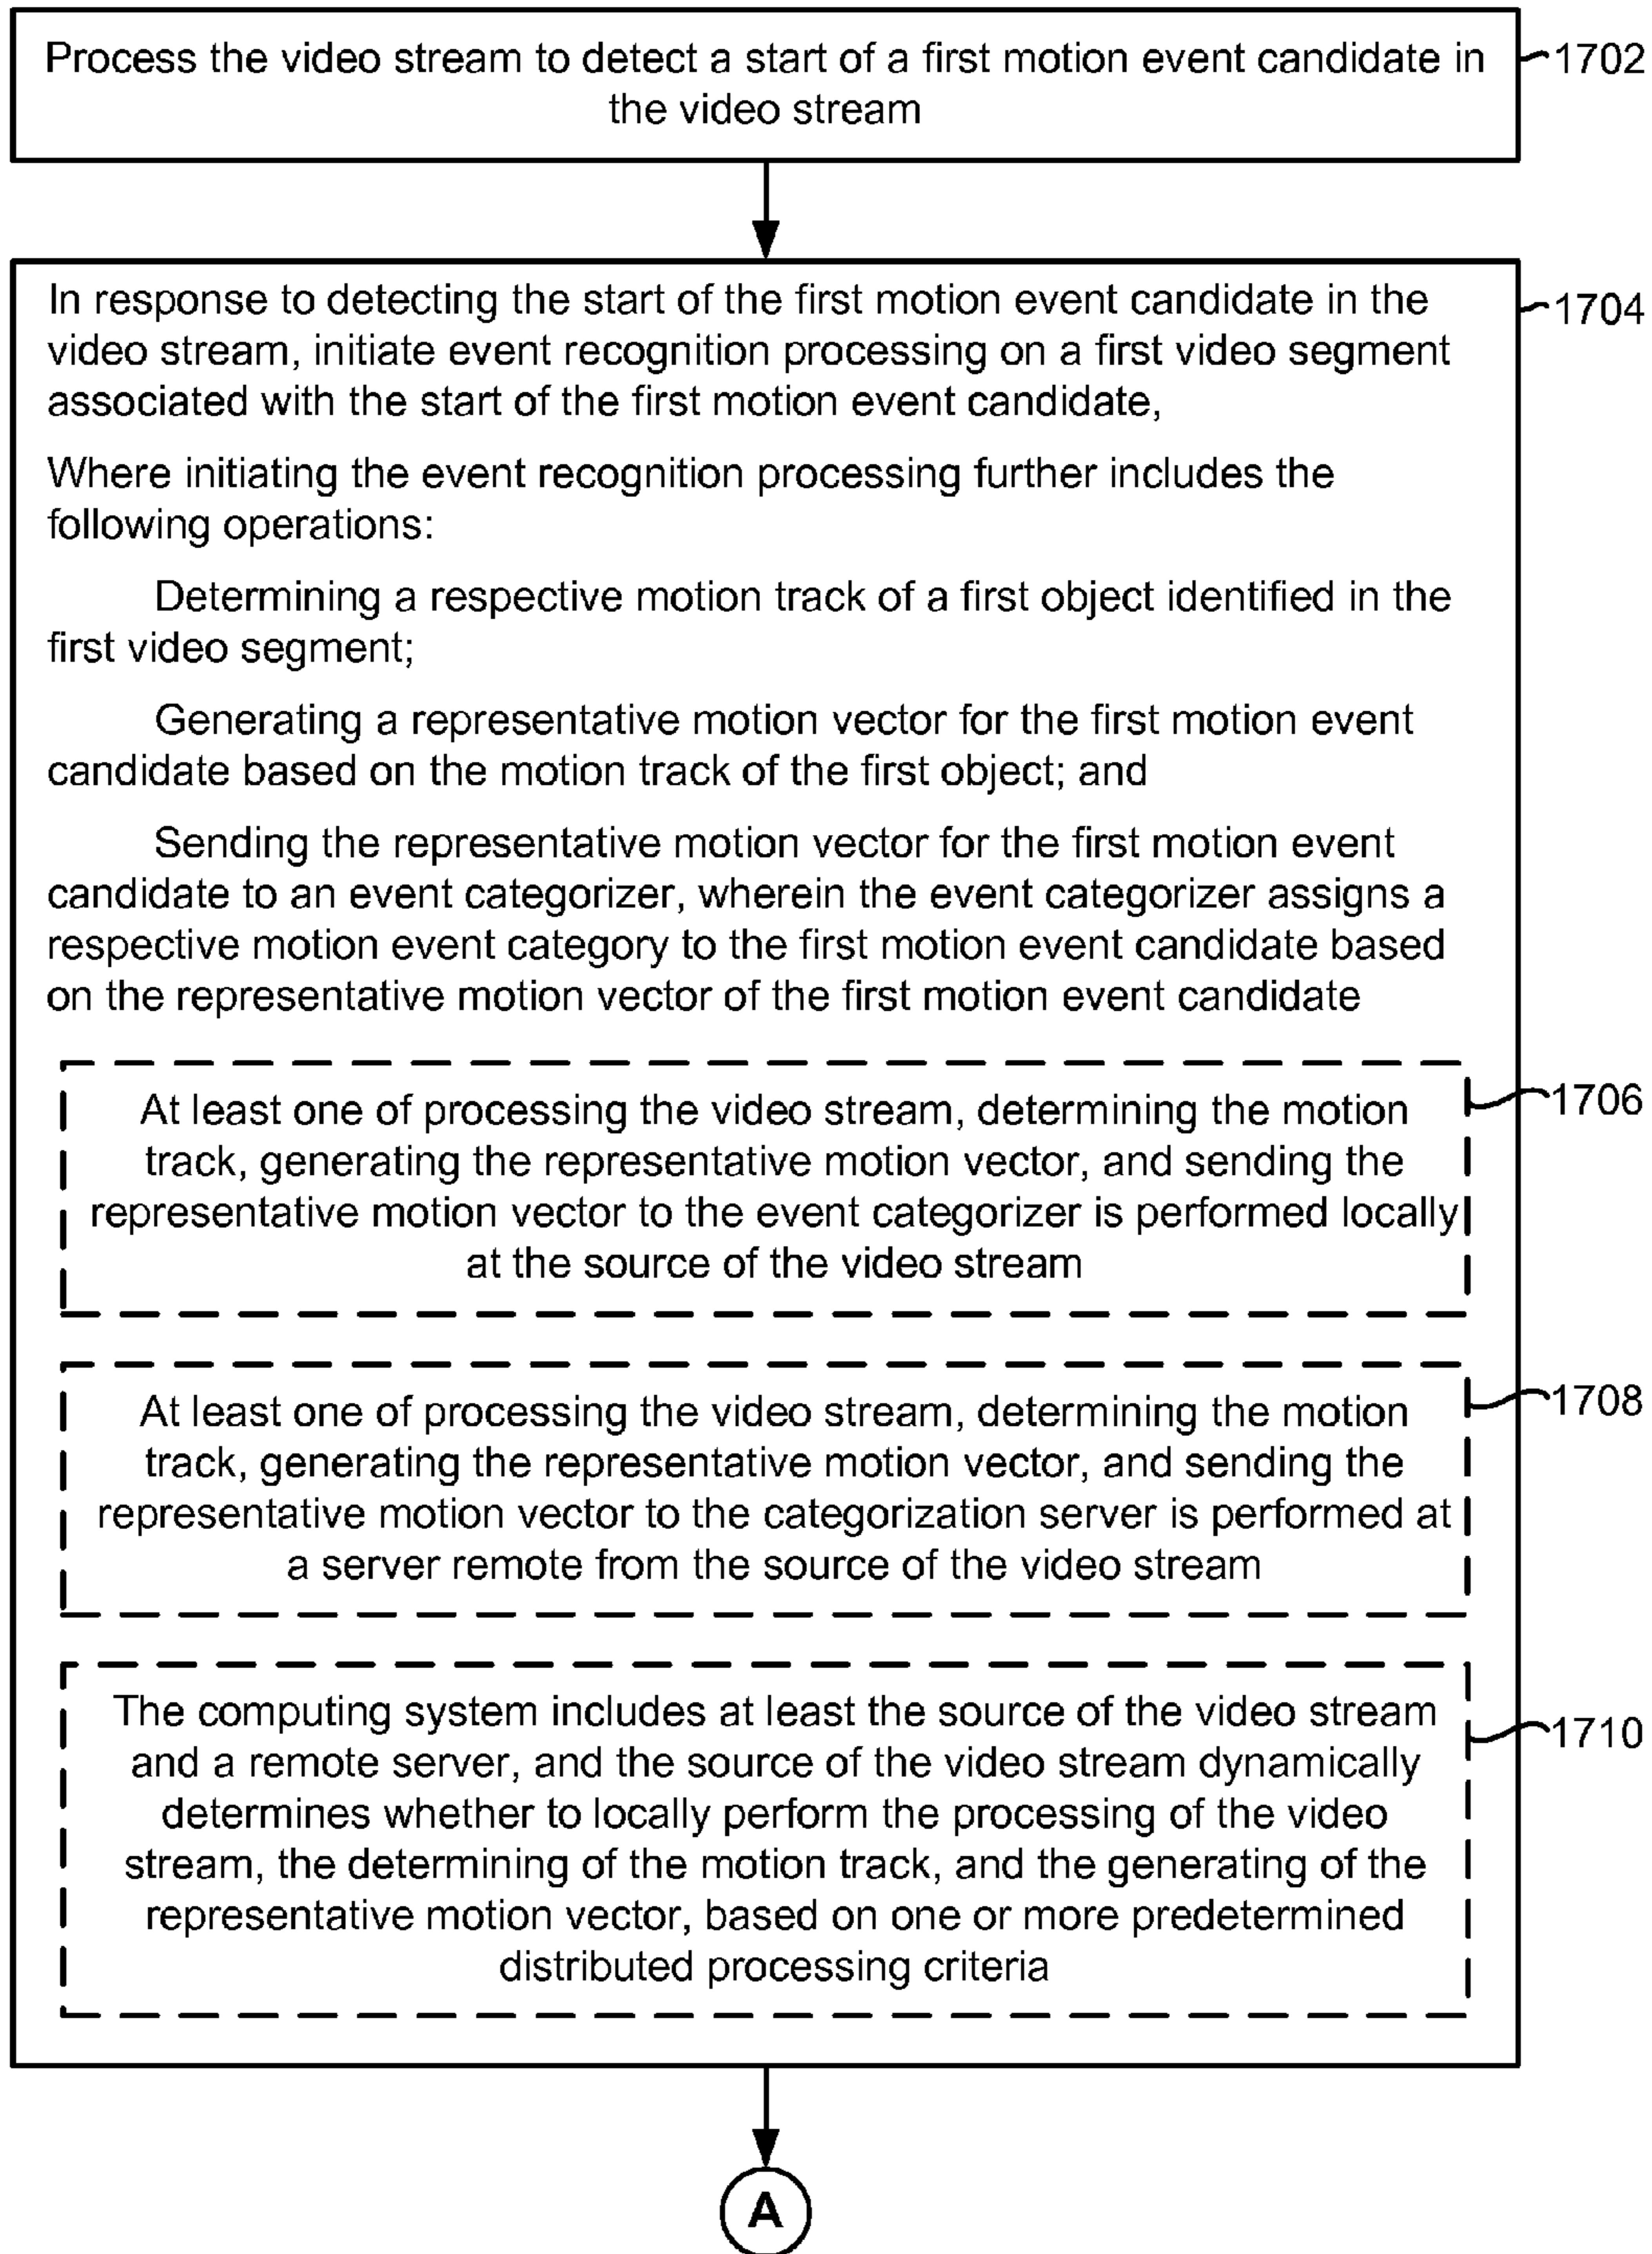 Process the video stream to detect a start of a first motion event candidate in
the video stream
1702
In response to detecting the start of the first motion event candidate in the
video stream, initiate event recognition processing on a first video segment
associated with the start of the first motion event candidate,
1704
Where initiating the event recognition processing further includes the
following operations:
Determining a respective motion track of a first object identified in the
first video segment;
Generating a representative motion vector for the first motion event
candidate based on the motion track of the first object; and
Sending the representative motion vector for the first motion event
candidate to an event categorizer, wherein the event categorizer assigns a
respective motion event category to the first motion event candidate based
on the representative motion vector of the first motion event candidate
At least one of processing the video stream, determining the motion
track, generating the representative motion vector, and sending the
representative motion vector to the event categorizer is performed locally
at the source of the video stream
1706
At least one of processing the video stream, determining the motion
track, generating the representative motion vector, and sending the
representative motion vector to the categorization server is performed at
a server remote from the source of the video stream
1708
The computing system includes at least the source of the video stream
and a remote server, and the source of the video stream dynamically
determines whether to locally perform the processing of the video
stream, the determining of the motion track, and the generating of the
representative motion vector, based on one or more predetermined
distributed processing criteria
1710
A